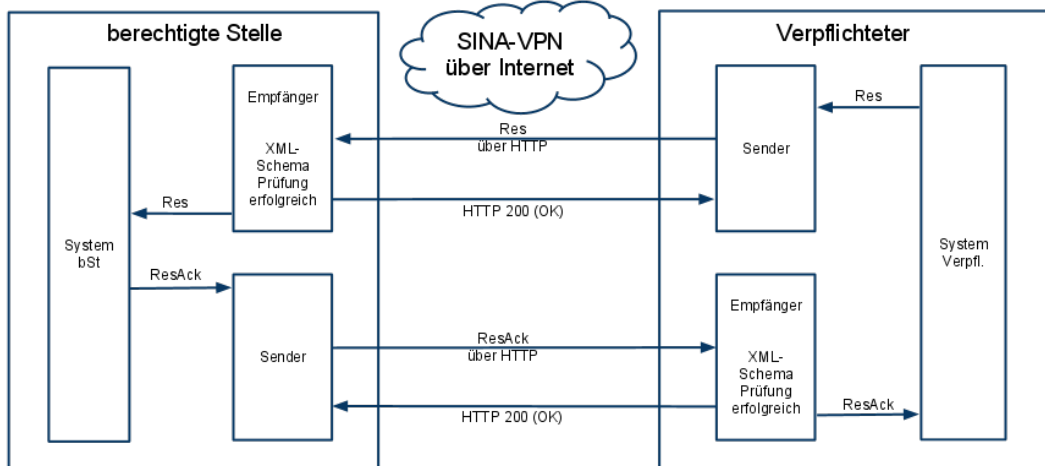 berechtigte Stelle
SINA-VPN
über Internet
Verpflichteter
Empfänger
XML-
Schema
Prüfung
erfolgreich
Res
über HTTP
Res
Sender
HTTP 200 (OK)
Res
System
bSt
System
Verpfl.
ResAck
Sender
ResAck
über HTTP
Empfänger
XML-
Schema
Prüfung
erfolgreich
HTTP 200 (OK)
ResAck